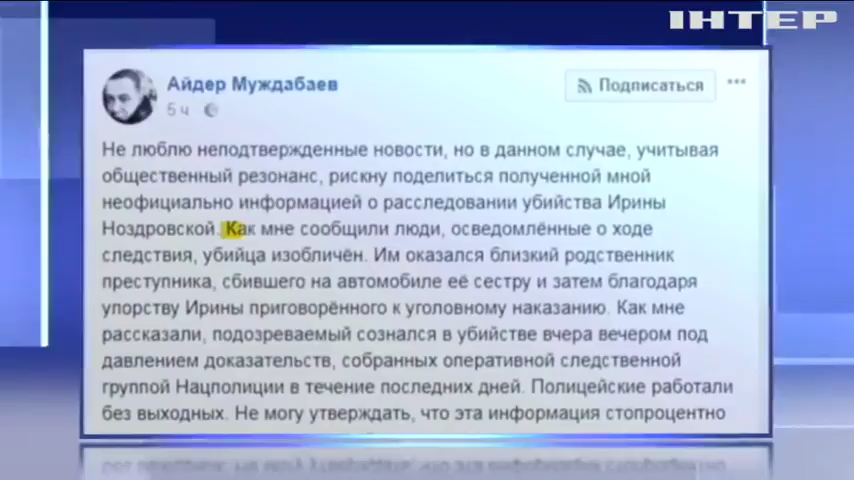 ІНТЕР
Айдер Муждабаев
5 ч
Подписаться
Не люблю неподтвержденные новости, но в данном случае, учитывая
общественный резонанс, рискну поделиться полученной мной
неофициально информацией о расследовании убийства Ирины
Ноздровской. Как мне сообщили люди, осведомлённые о ходе
следствия, убийца изобличён. Им оказался близкий родственник
преступника, сбившего на автомобиле её сестру и затем благодаря
упорству Ирины приговорённого к уголовному наказанию. Как мне
рассказали, подозреваемый сознался в убийстве вчера вечером под
давлением доказательств, собранных оперативной следственной
группой Нацполиции в течение последних дней. Полицейские работали
без выходных. Не могу утверждать, что эта информация стопроцентно